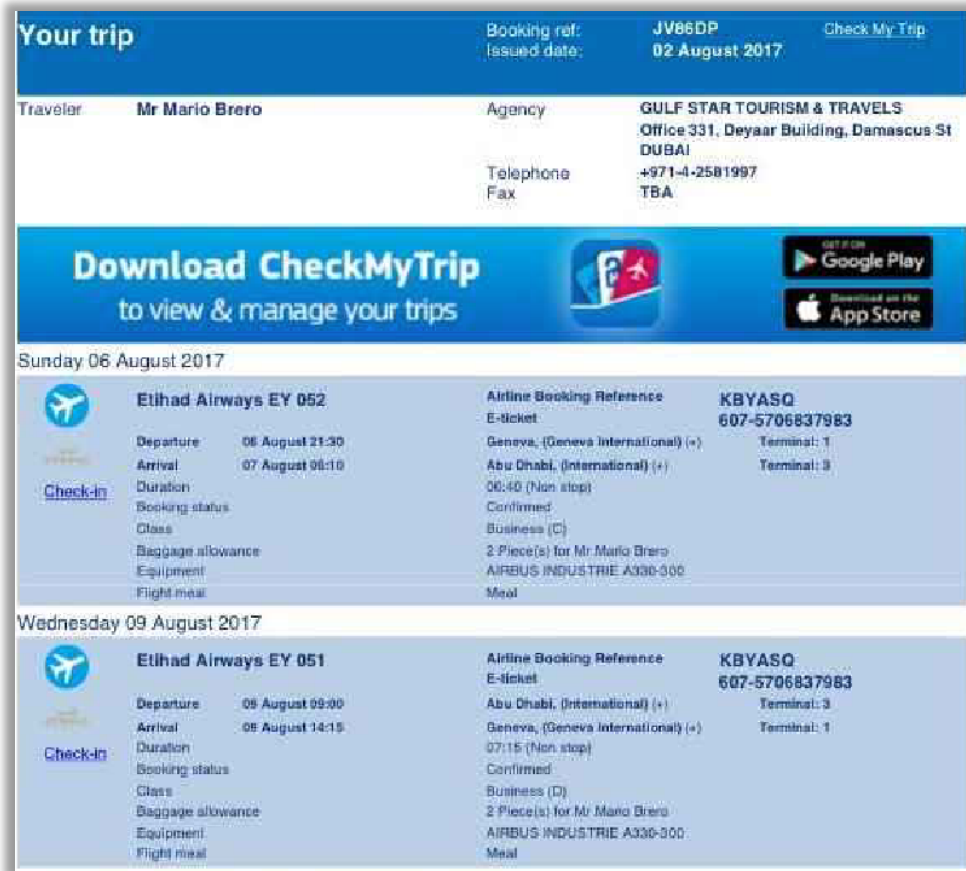 Your trip
Booking ref: JV86DP Check My Trip
Issued date: 02 August 2017
Traveler Mr Mario Brero
Agency GULF STAR TOURISM & TRAVELS
Office 331, Deyaar Building, Damascus St
DUBAI
Telephone +971-4-2581997
Fax TBA
Download CheckMyTrip
to view & manage your trips
GET IT ON
Google Play
Download on the
App Store
Sunday 06 August 2017
Etihad Airways EY 052 Airline Booking Reference KBYASQ
E-ticket 607-5706837983
Departure 06 August 21:30 Geneva, (Geneva International) (+) Terminal: 1
Arrival 07 August 06:10 Abu Dhabi, (International) (+) Terminal: 3
Check-in
Duration 06:40 (Non stop)
Booking status Confirmed
Class Business (C)
Baggage allowance 2 Piece(s) for Mr Mario Brero
Equipment AIRBUS INDUSTRIE A330-300
Flight meal Meal
Wednesday 09 August 2017
Etihad Airways EY 051 Airline Booking Reference KBYASQ
E-ticket 607-5706837983
Departure 09 August 09:00 Abu Dhabi, (International) (+) Terminal: 3
Arrival 09 August 14:15 Geneva, (Geneva International) (+) Terminal: 1
Check-in
Duration 07:15 (Non stop)
Booking status Confirmed
Class Business (D)
Baggage allowance 2 Piece(s) for Mr Mario Brero
Equipment AIRBUS INDUSTRIE A330-300
Flight meal Meal